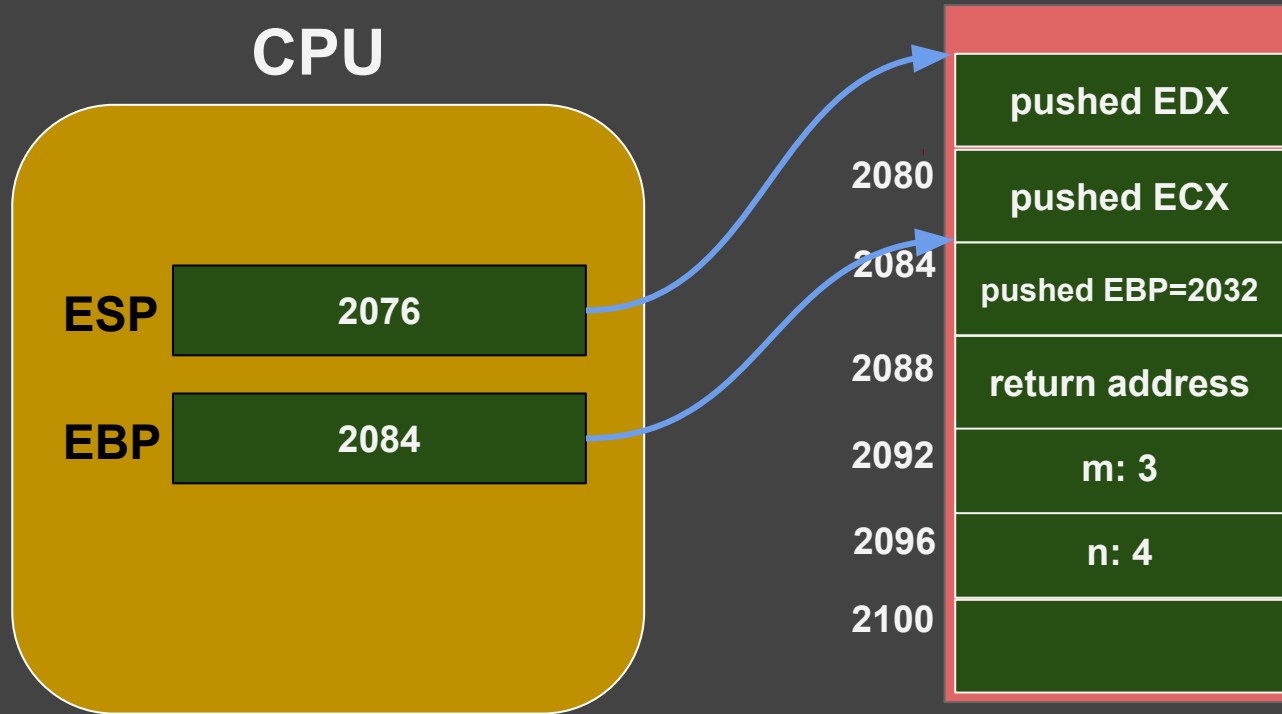 CPU
ESP
2076
EBP
2084
pushed EDX
2080
pushed ECX
2084
pushed EBP=2032
2088
return address
2092
m: 3
2096
n: 4
2100